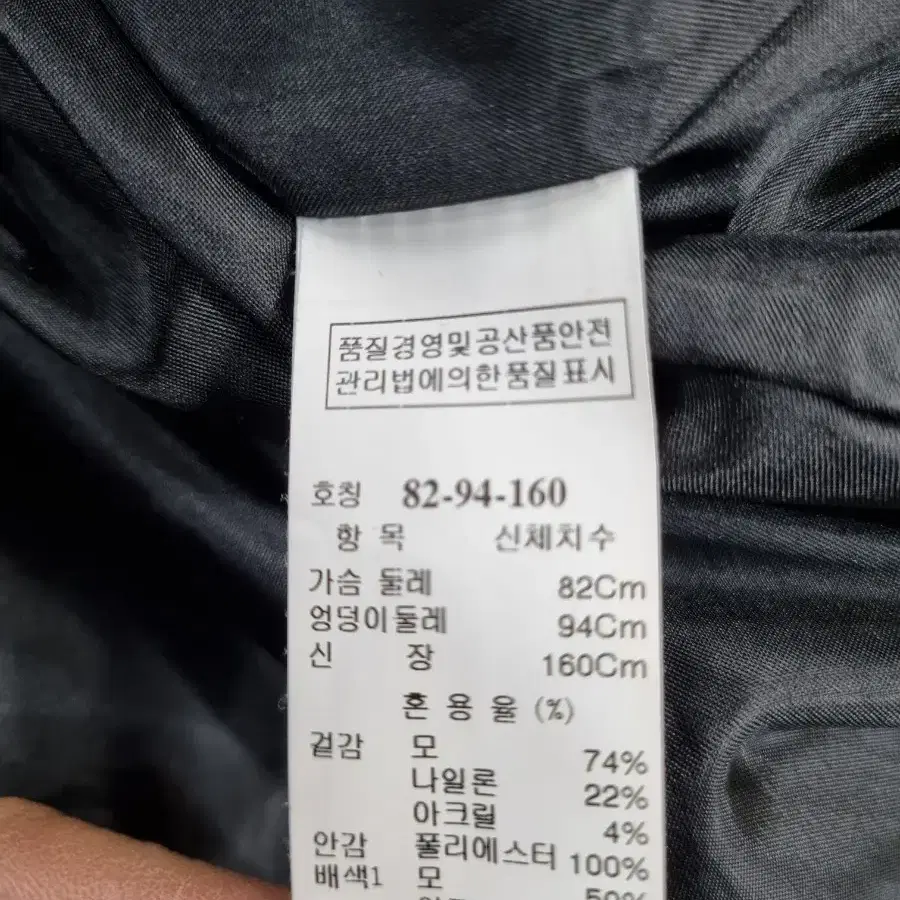 품질경영및공산품안전
관리법에의한품질표시
호칭 82-94-160
항 목 신체치수
가슴 둘레 82Cm
엉덩이둘레 94Cm
신 장 160Cm
혼 용 율 (%)
겉감 모 74%
나일론 22%
아크릴 4%
안감 폴리에스터 100%
배색1 모 50%